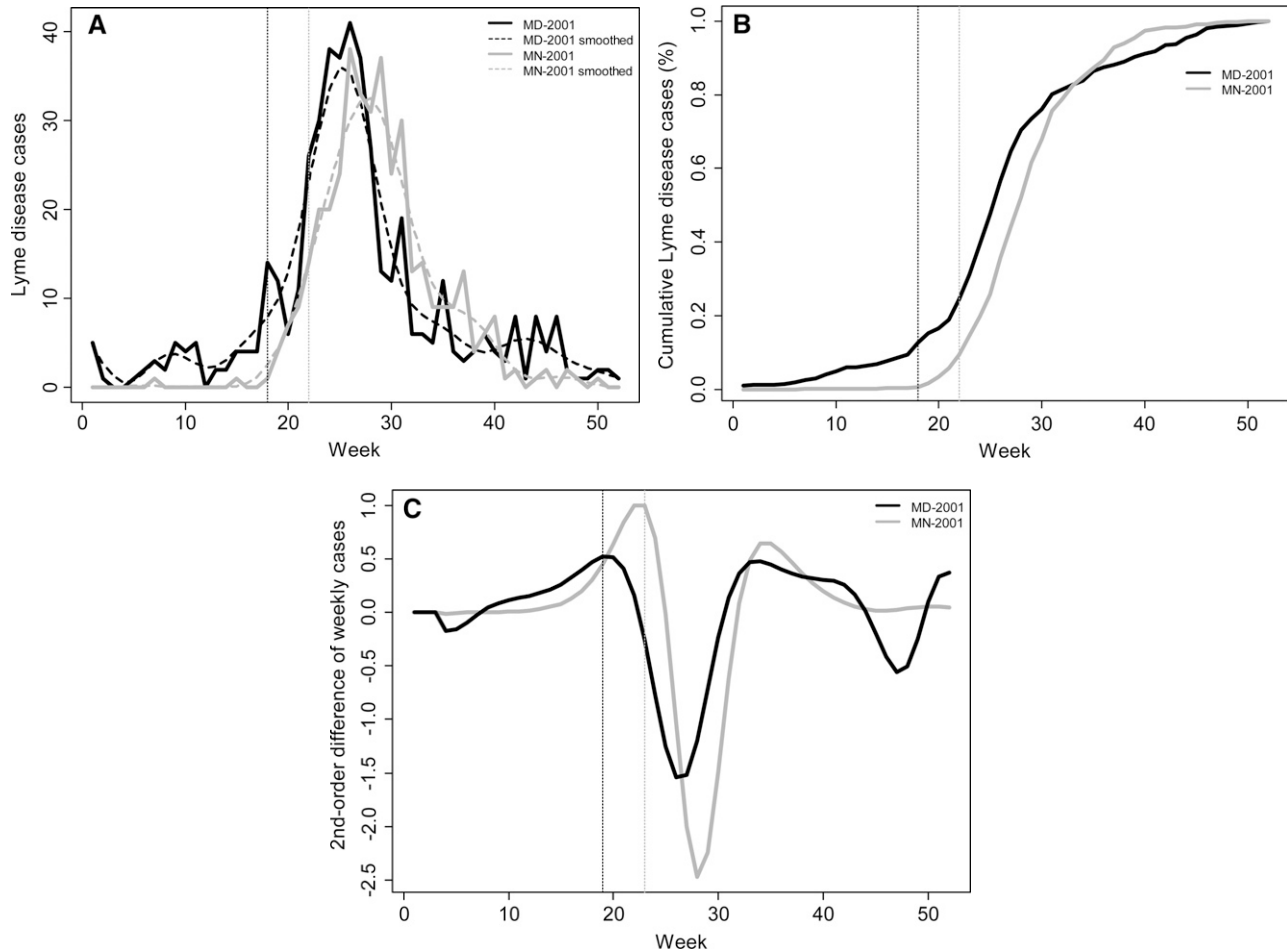 A
MD-2001
MD-2001 smoothed
MN-2001
MN-2001 smoothed
Lyme disease cases
40
30
20
10
0
0 10 20 30 40 50
Week
B
MD-2001
MN-2001
Cumulative Lyme disease cases (%)
1.0
0.8
0.6
0.4
0.2
0.0
0 10 20 30 40 50
Week
C
MD-2001
MN-2001
2nd-order difference of weekly cases
1.0
0.5
0.0
-0.5
-1.0
-1.5
-2.0
-2.5
0 10 20 30 40 50
Week